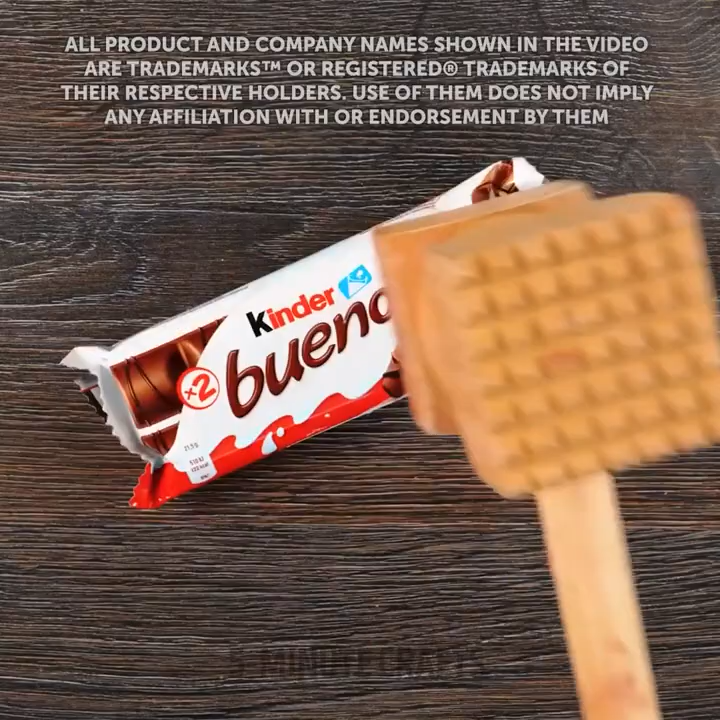 ALL PRODUCT AND COMPANY NAMES SHOWN IN THE VIDEO
ARE TRADEMARKS™ OR REGISTERED® TRADEMARKS OF
THEIR RESPECTIVE HOLDERS. USE OF THEM DOES NOT IMPLY
ANY AFFILIATION WITH OR ENDORSEMENT BY THEM
kinder
bueno
x2
5 MINUTE CRAFTS